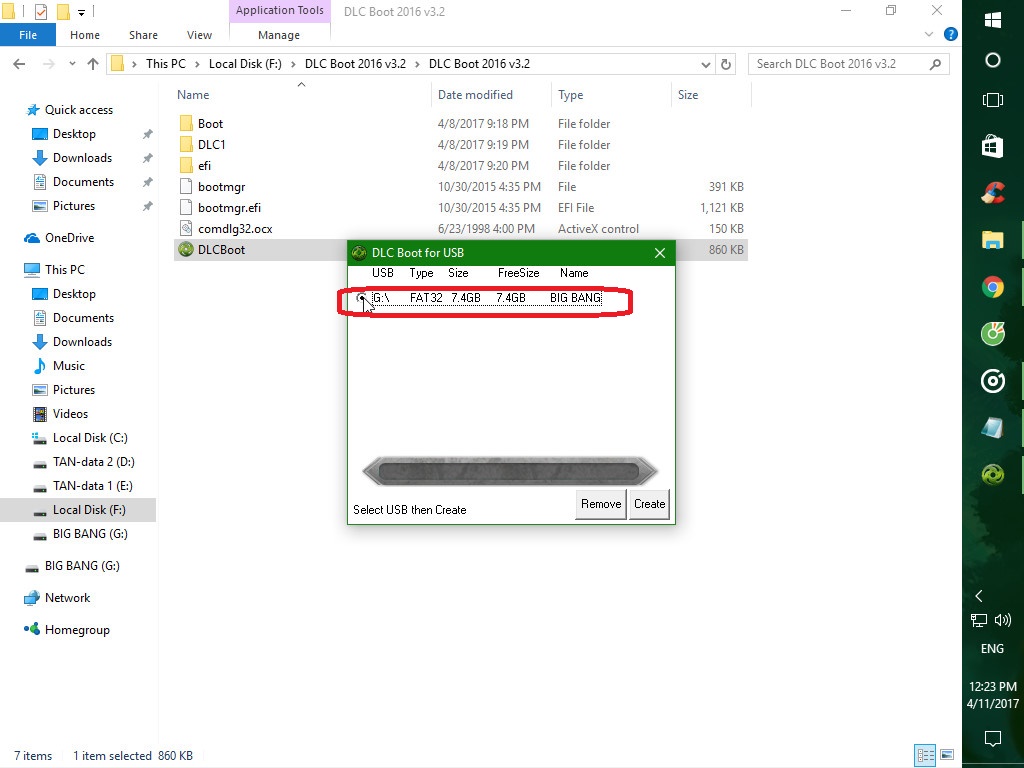 Application Tools
DLC Boot 2016 v3.2
File
Home
Share
View
Manage
This PC > Local Disk (F:) > DLC Boot 2016 v3.2 > DLC Boot 2016 v3.2
Search DLC Boot 2016 v3.2
Name Date modified Type Size
Quick access
Desktop
Downloads
Documents
Pictures
OneDrive
This PC
Desktop
Documents
Downloads
Music
Pictures
Videos
Local Disk (C:)
TAN-data 2 (D:)
TAN-data 1 (E:)
Local Disk (F:)
BIG BANG (G:)
BIG BANG (G:)
Network
Homegroup
Boot 4/8/2017 9:18 PM File folder
DLC1 4/8/2017 9:19 PM File folder
efi 4/8/2017 9:20 PM File folder
bootmgr 10/30/2015 4:35 PM File 391 KB
bootmgr.efi 10/30/2015 4:35 PM EFI File 1,121 KB
comdlg32.ocx 6/23/1998 4:00 PM ActiveX control 150 KB
DLCBoot 860 KB
DLC Boot for USB
USB Type Size FreeSize Name
G:\ FAT32 7.4GB 7.4GB BIG BANG
Select USB then Create
Remove
Create
7 items 1 item selected 860 KB
ENG
12:23 PM
4/11/2017